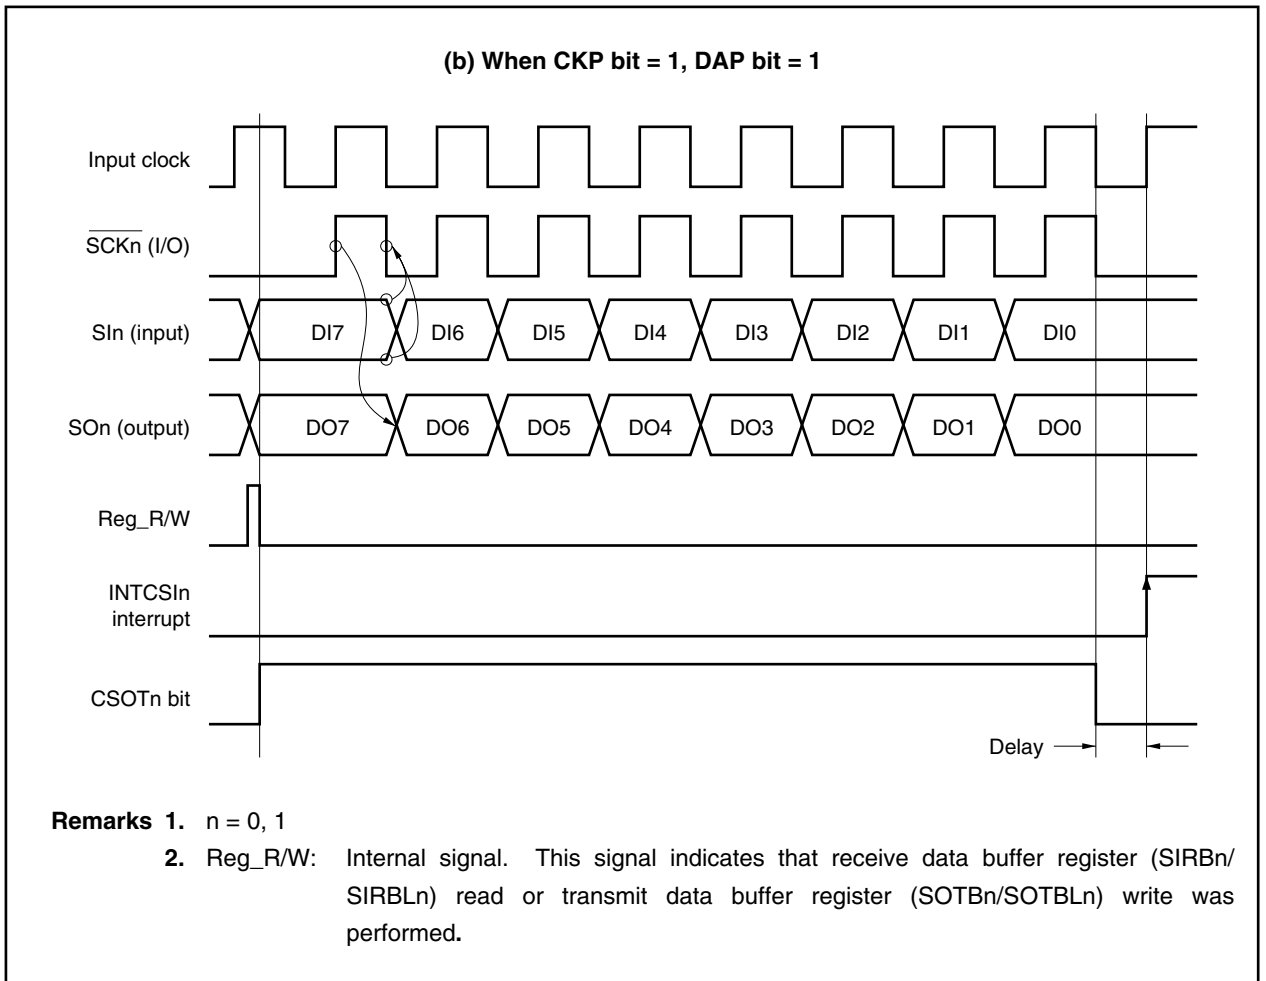 (b) When CKP bit = 1, DAP bit = 1
Input clock
SCKn (I/O)
SIn (input)
DI7 DI6 DI5 DI4 DI3 DI2 DI1 DI0
SOn (output)
DO7 DO6 DO5 DO4 DO3 DO2 DO1 DO0
Reg_R/W
INTCSIn
interrupt
CSOTn bit
Delay
Remarks 1. n = 0, 1
2. Reg_R/W: Internal signal. This signal indicates that receive data buffer register (SIRBn/
SIRBLn) read or transmit data buffer register (SOTBn/SOTBLn) write was
performed.